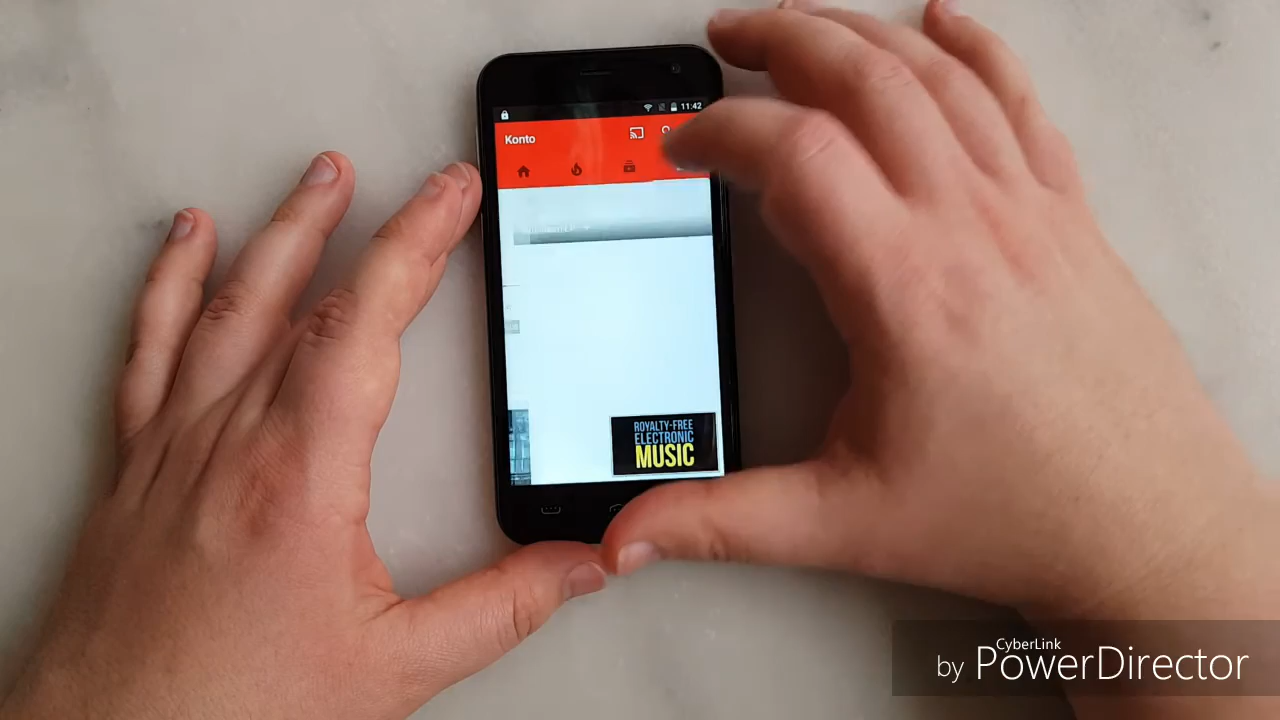 11:42
Konto
ROYALTY-FREE
ELECTRONIC
MUSIC
CyberLink
by PowerDirector